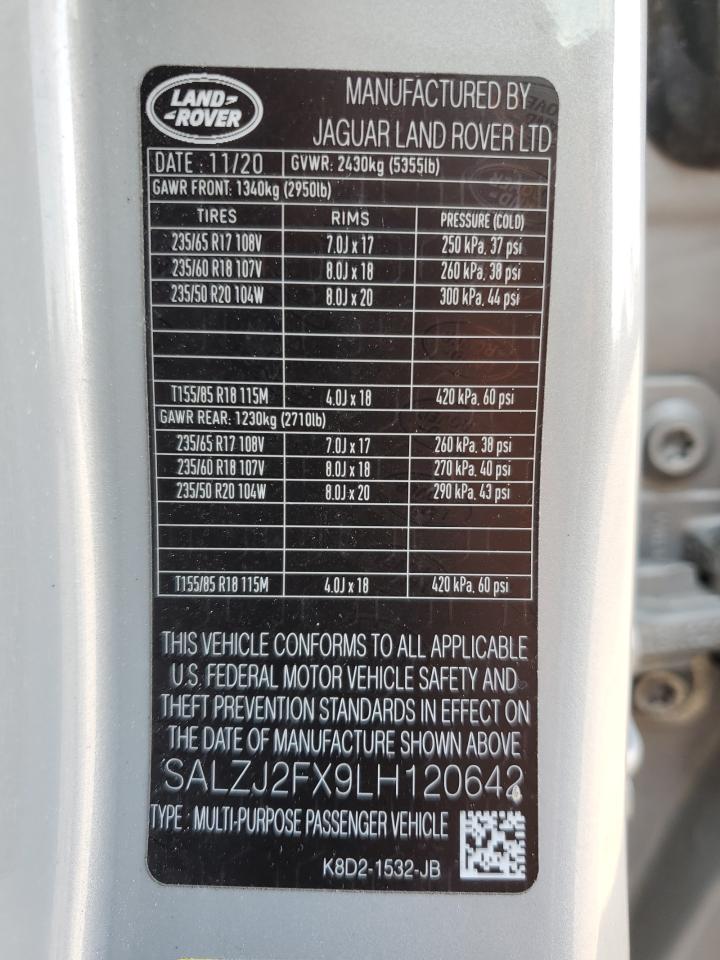 LAND-
-ROVER
MANUFACTURED BY
JAGUAR LAND ROVER LTD
DATE : 11/20 GVWR: 2430kg (5355lb)
GAWR FRONT: 1340kg (2950lb)
TIRES RIMS PRESSURE (COLD)
235/65 R17 108V 7.0J x 17 250 kPa, 37 psi
235/60 R18 107V 8.0J x 18 260 kPa, 38 psi
235/50 R20 104W 8.0J x 20 300 kPa, 44 psi
T155/85 R18 115M 4.0J x 18 420 kPa, 60 psi
GAWR REAR: 1230kg (2710lb)
235/65 R17 108V 7.0J x 17 260 kPa, 38 psi
235/60 R18 107V 8.0J x 18 270 kPa, 40 psi
235/50 R20 104W 8.0J x 20 290 kPa, 43 psi
T155/85 R18 115M 4.0J x 18 420 kPa, 60 psi
THIS VEHICLE CONFORMS TO ALL APPLICABLE
U.S. FEDERAL MOTOR VEHICLE SAFETY AND
THEFT PREVENTION STANDARDS IN EFFECT ON
THE DATE OF MANUFACTURE SHOWN ABOVE
SALZJ2FX9LH120642
TYPE : MULTI-PURPOSE PASSENGER VEHICLE
K8D2-1532-JB